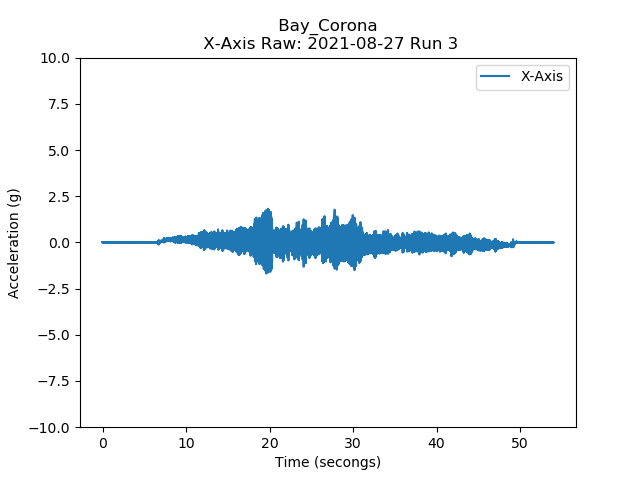 Bay_Corona
X-Axis Raw: 2021-08-27 Run 3
X-Axis
Acceleration (g)
10.0
7.5
5.0
2.5
0.0
−2.5
−5.0
−7.5
−10.0
0 10 20 30 40 50
Time (secongs)